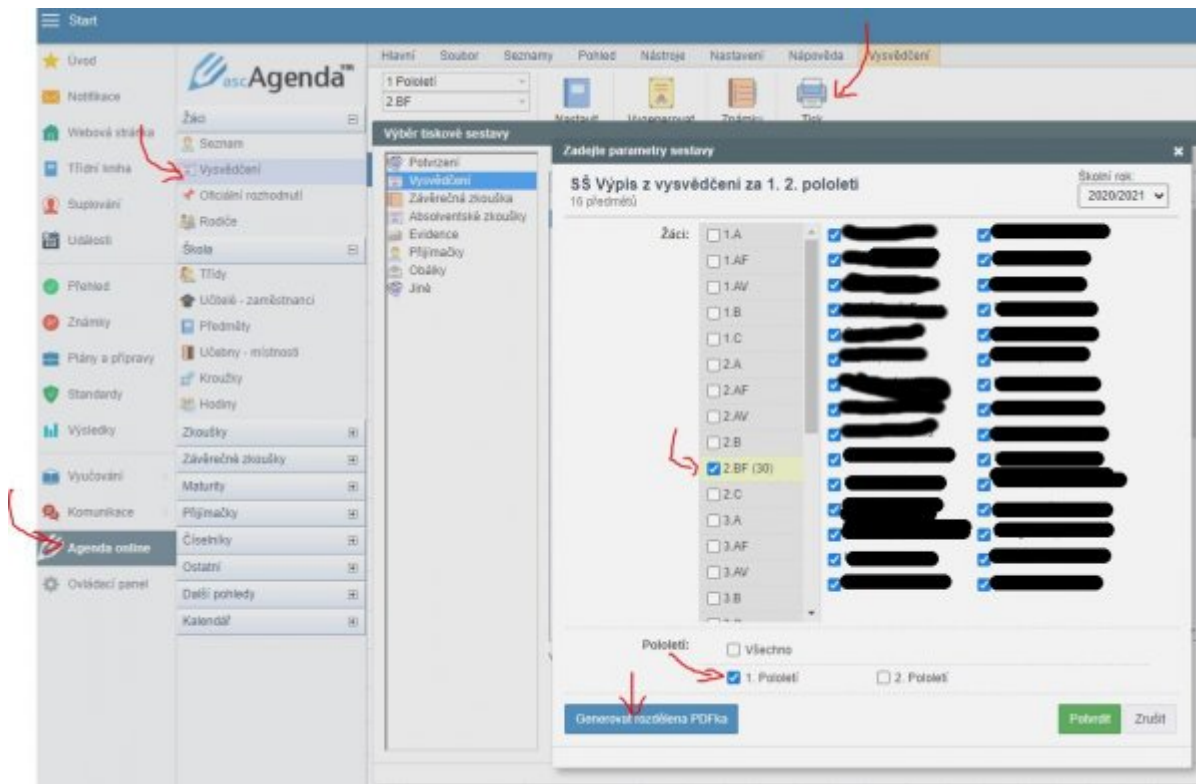 Start
Úvod
Notifikace
Webová stránka
Třídní kniha
Suplování
Události
Přehled
Známky
Plány a přípravy
Standardy
Výsledky
Vyučování
Komunikace
Agenda online
Ovládací panel
ascAgenda™
Žáci
Seznam
Vysvědčení
Oficiální rozhodnutí
Rodiče
Škola
Třídy
Učitelé - zaměstnanci
Předměty
Učebny - místnosti
Kroužky
Hodiny
Zkoušky
Závěrečné zkoušky
Maturity
Přijímačky
Číselníky
Ostatní
Další pohledy
Kalendář
Hlavní Soubor Seznamy Pohled Nástroje Nastavení Nápověda Vysvědčení
1 Pololetí
2.BF
Nastavit Vygenerovat Známky Tisk
Výběr tiskové sestavy
Potvrzení
Vysvědčení
Závěrečná zkouška
Absolventské zkoušky
Evidence
Přijímačky
Obálky
Jiné
Zadejte parametry sestavy
SŠ Výpis z vysvědčení za 1. 2. pololetí
16 předmětů
Školní rok:
2020/2021
Žáci:
1.A
1.AF
1.AV
1.B
1.C
2.A
2.AF
2.AV
2.B
2.BF (30)
2.C
3.A
3.AF
3.AV
3.B
Pololetí:
Všechno
1. Pololetí 2. Pololetí
Generovat rozdělena PDFka
Potvrdit Zrušit